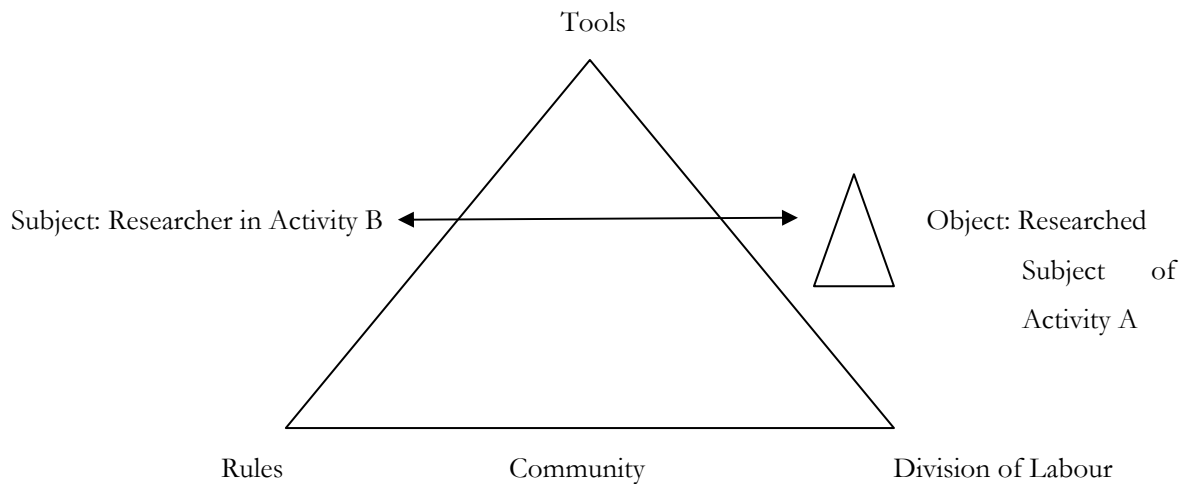 Tools
Subject: Researcher in Activity B
Object: Researched
Subject of
Activity A
Rules Community Division of Labour